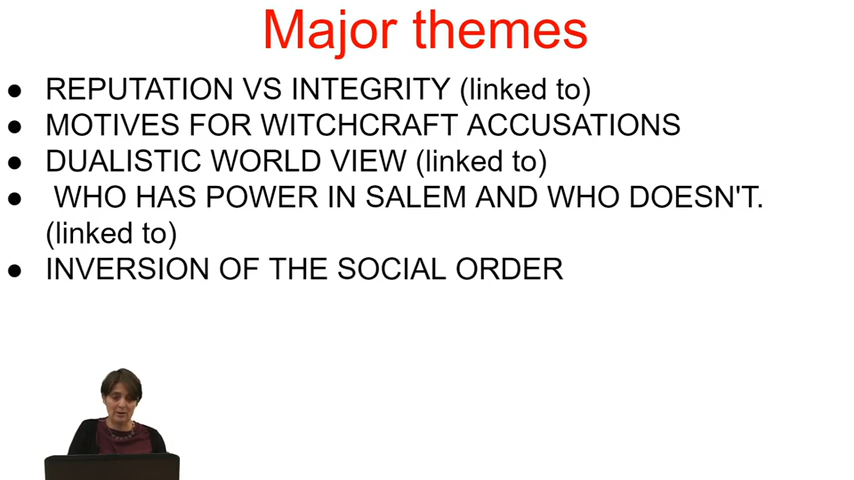 Major themes
● REPUTATION VS INTEGRITY (linked to)
● MOTIVES FOR WITCHCRAFT ACCUSATIONS
● DUALISTIC WORLD VIEW (linked to)
● WHO HAS POWER IN SALEM AND WHO DOESN'T.
(linked to)
● INVERSION OF THE SOCIAL ORDER